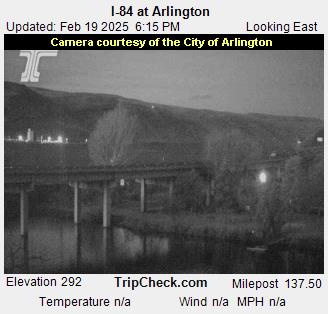 I-84 at Arlington
Updated: Feb 19 2025 6:15 PM Looking East
Camera courtesy of the City of Arlington
Elevation 292 TripCheck.com Milepost 137.50
Temperature n/a Wind n/a MPH n/a